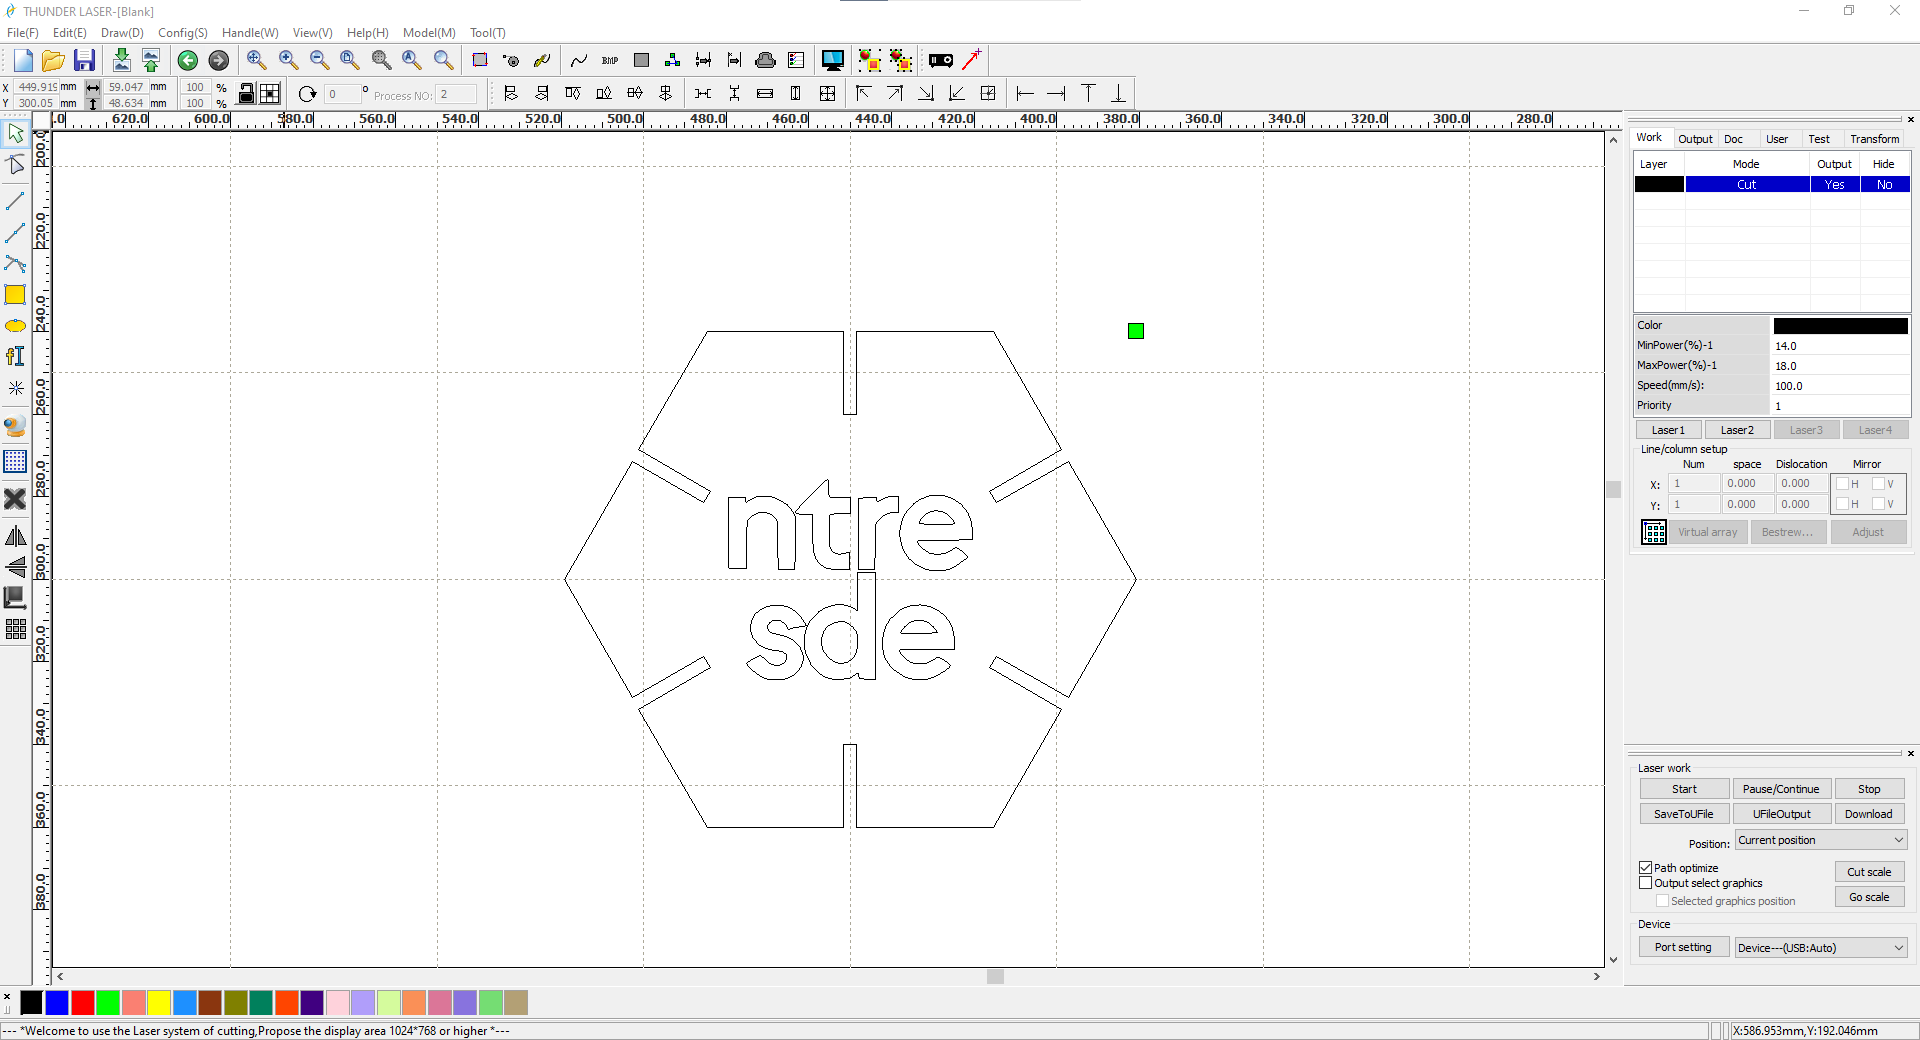 THUNDER LASER-[Blank]
File(F) Edit(E) Draw(D) Config(S) Handle(W) View(V) Help(H) Model(M) Tool(T)
BMP
X 449.919 mm 59.047 mm 100 %
Y 300.05 mm 48.634 mm 100 %
0 ° Process NO: 2
.0 620.0 600.0 580.0 560.0 540.0 520.0 500.0 480.0 460.0 440.0 420.0 400.0 380.0 360.0 340.0 320.0 300.0 280.0
200.0
220.0
240.0
260.0
280.0
300.0
320.0
340.0
360.0
380.0
ntre
sde
Work Output Doc User Test Transform
Layer Mode Output Hide
Cut Yes No
Color
MinPower(%)-1 14.0
MaxPower(%)-1 18.0
Speed(mm/s): 100.0
Priority 1
Laser1 Laser2 Laser3 Laser4
Line/column setup
Num space Dislocation Mirror
X: 1 0.000 0.000 H V
Y: 1 0.000 0.000 H V
Virtual array Bestrew... Adjust
Laser work
Start Pause/Continue Stop
SaveToUFile UFileOutput Download
Position: Current position
Path optimize
Output select graphics
Selected graphics position
Cut scale
Go scale
Device
Port setting Device---(USB:Auto)
--- *Welcome to use the Laser system of cutting,Propose the display area 1024*768 or higher *---
X:586.953mm,Y:192.046mm